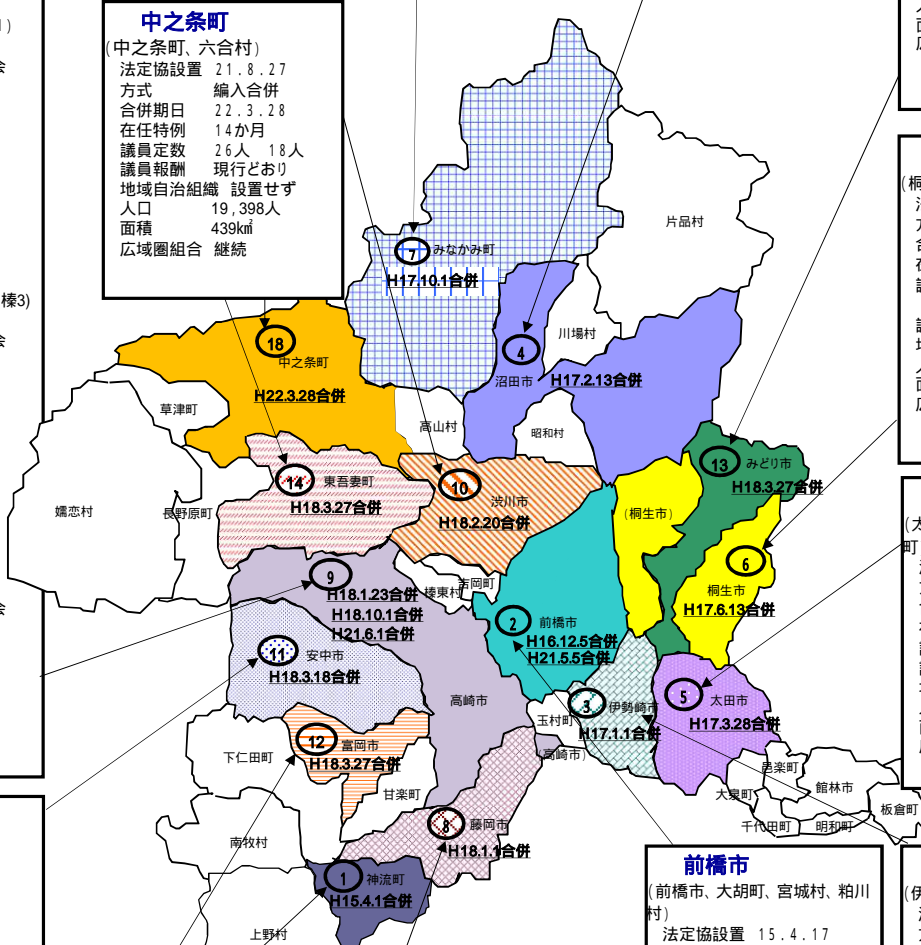 中之条町
(中之条町、六合村)
法定協設置 21.8.27
方式 編入合併
合併期日 22.3.28
在任特例 14か月
議員定数 26人 18人
議員報酬 現行どおり
地域自治組織 設置せず
人口 19,398人
面積 439k㎡
広域圏組合 継続
榛3)
片品村
7 みなかみ町
H17.10.1合併
川場村
4
沼田市 H17.2.13合併
18
中之条町
H22.3.28合併
草津町
高山村
昭和村
13 みどり市
H18.3.27合併
14 東吾妻町
H18.3.27合併
10 渋川市
H18.2.20合併
(桐生市)
嬬恋村
長野原町
6
桐生市
H17.6.13合併
9
H18.1.23合併
H18.10.1合併
H21.6.1合併
榛東村
吉岡町
2 前橋市
H16.12.5合併
H21.5.5合併
11 安中市
H18.3.18合併
高崎市
玉村町
3 伊勢崎市
H17.1.1合併
5 太田市
H17.3.28合併
(高崎市)
下仁田町
12 富岡市
H18.3.27合併
甘楽町
邑楽町
大泉町
館林市
板倉町
千代田町
明和町
南牧村
8 藤岡市
H18.1.1合併
1 神流町
H15.4.1合併
上野村
前橋市
(前橋市、大胡町、宮城村、粕川
村)
法定協設置 15.4.17